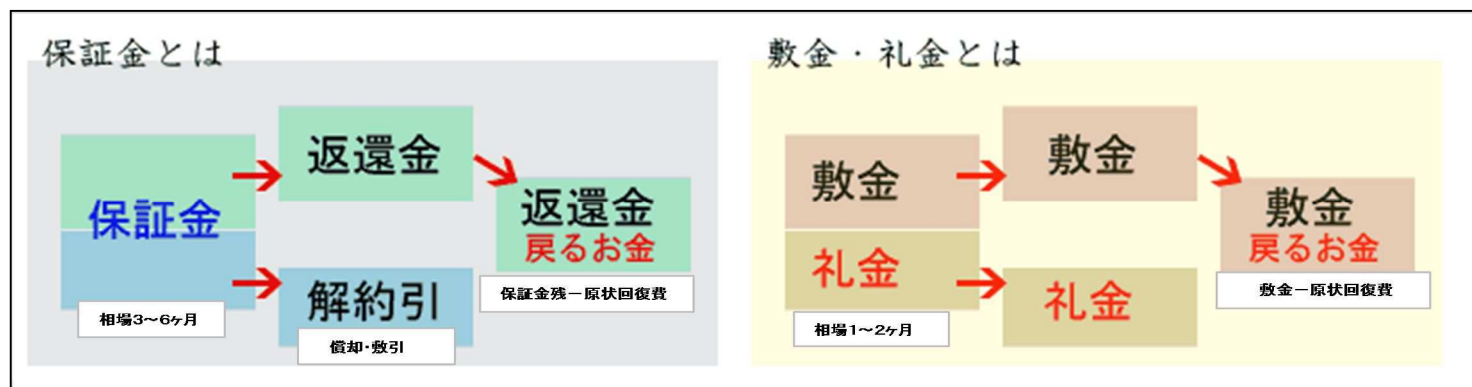 保証金とは
保証金
相場3～6ヶ月
返還金
解約引
償却・敷引
返還金
戻るお金
保証金残ー原状回復費
敷金・礼金とは
敷金
礼金
相場1～2ヶ月
敷金
礼金
敷金
戻るお金
敷金ー原状回復費